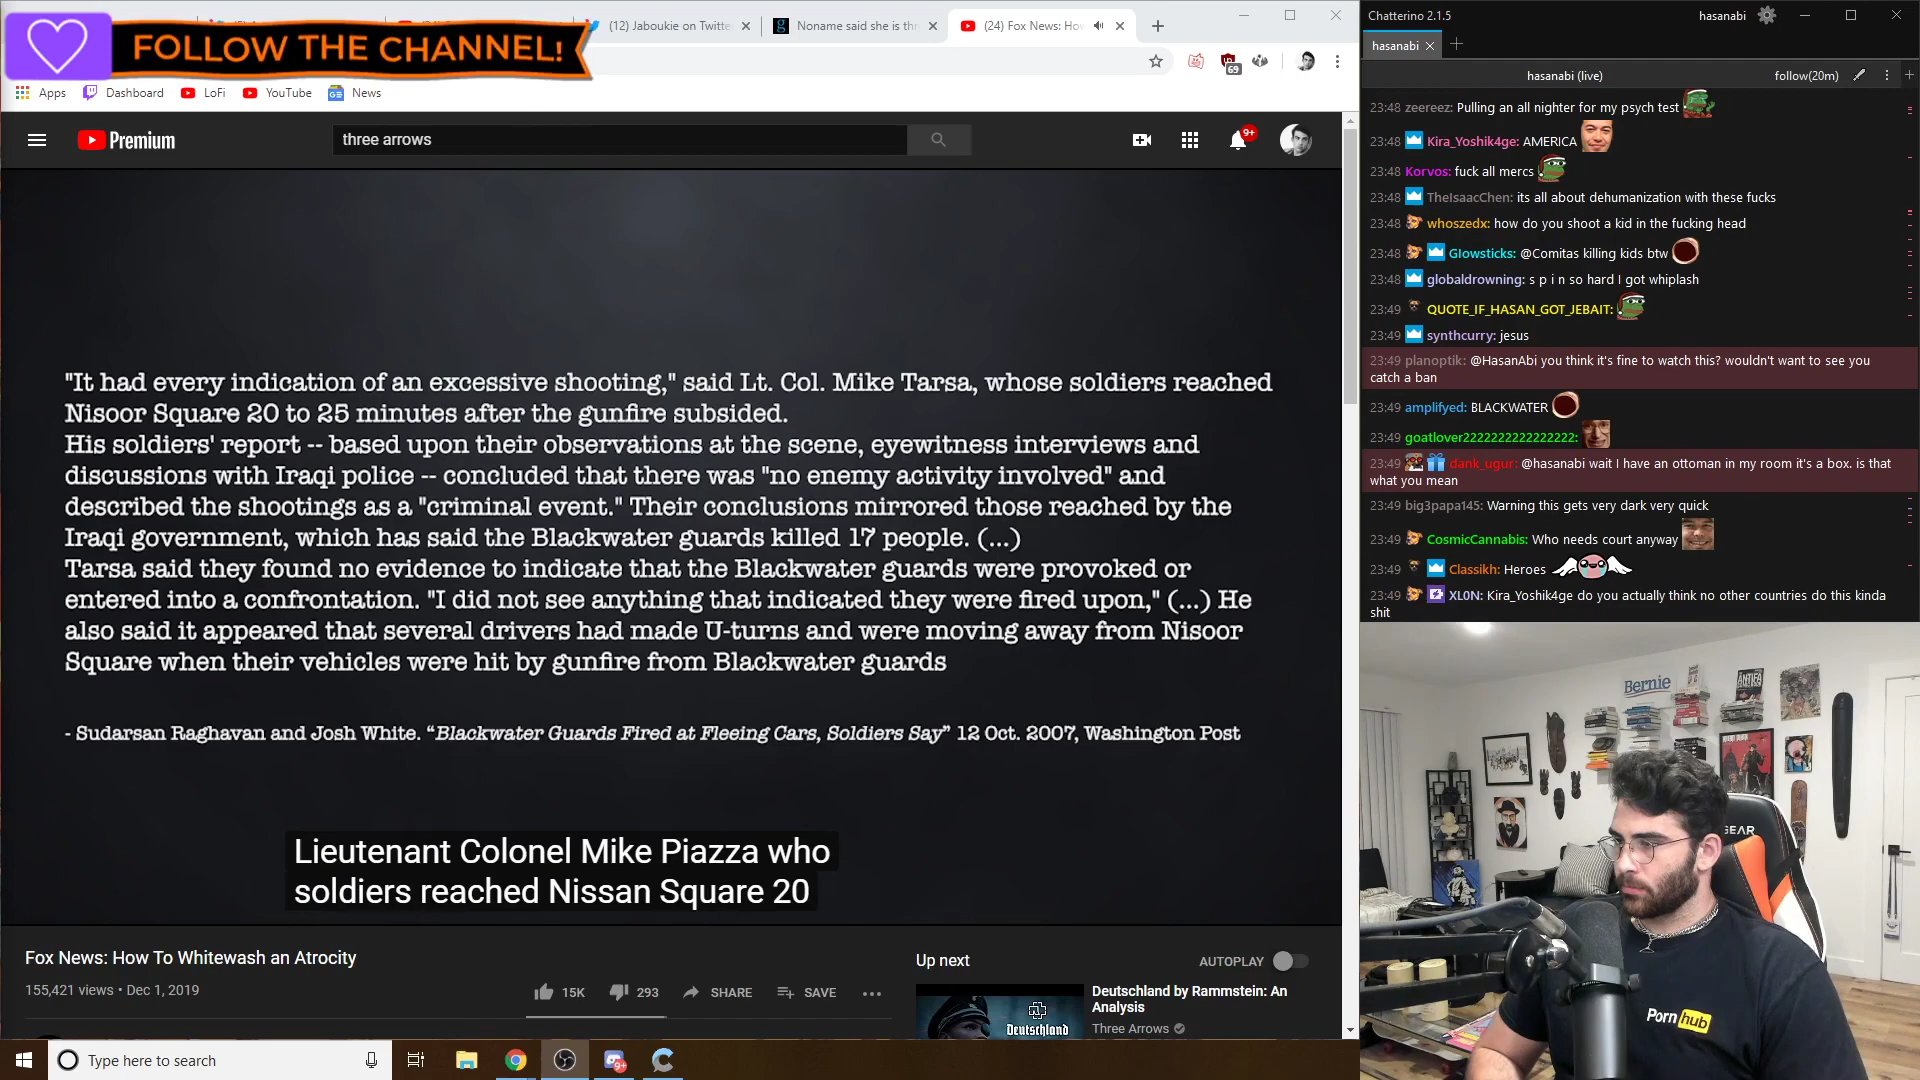 FOLLOW THE CHANNEL!
(12) Jaboukie on Twitte
Noname said she is thr
(24) Fox News: How
69
Apps
Dashboard
LoFi
YouTube
News
Premium
three arrows
9+
"It had every indication of an excessive shooting," said Lt. Col. Mike Tarsa, whose soldiers reached
Nisoor Square 20 to 25 minutes after the gunfire subsided.
His soldiers' report -- based upon their observations at the scene, eyewitness interviews and
discussions with Iraqi police -- concluded that there was "no enemy activity involved" and
described the shootings as a "criminal event." Their conclusions mirrored those reached by the
Iraqi government, which has said the Blackwater guards killed 17 people. (...)
Tarsa said they found no evidence to indicate that the Blackwater guards were provoked or
entered into a confrontation. "I did not see anything that indicated they were fired upon," (...) He
also said it appeared that several drivers had made U-turns and were moving away from Nisoor
Square when their vehicles were hit by gunfire from Blackwater guards
- Sudarsan Raghavan and Josh White. “Blackwater Guards Fired at Fleeing Cars, Soldiers Say” 12 Oct. 2007, Washington Post
Lieutenant Colonel Mike Piazza who
soldiers reached Nissan Square 20
Fox News: How To Whitewash an Atrocity
155,421 views • Dec 1, 2019
15K
293
SHARE
SAVE
Up next
AUTOPLAY
Deutschland by Rammstein: An
Analysis
Three Arrows
Deutschland
Type here to search
9+
Chatterino 2.1.5
hasanabi
hasanabi
hasanabi (live)
follow(20m)
23:48 zeereez: Pulling an all nighter for my psych test
23:48 Kira_Yoshik4ge: AMERICA
23:48 Korvos: fuck all mercs
23:48 TheIsaacChen: its all about dehumanization with these fucks
23:48 whoszedx: how do you shoot a kid in the fucking head
23:48 Glowsticks: @Comitas killing kids btw
23:48 globaldrowning: s p i n so hard I got whiplash
23:49 QUOTE_IF_HASAN_GOT_JEBAIT:
23:49 synthcurry: jesus
23:49 planoptik: @HasanAbi you think it's fine to watch this? wouldn't want to see you
catch a ban
23:49 amplifyed: BLACKWATER
23:49 goatlover2222222222222222:
23:49 dank_ugur: @hasanabi wait I have an ottoman in my room it's a box. is that
what you mean
23:49 big3papa145: Warning this gets very dark very quick
23:49 CosmicCannabis: Who needs court anyway
23:49 Classikh: Heroes
23:49 XL0N: Kira_Yoshik4ge do you actually think no other countries do this kinda
shit
Bernie
ANTIFA
GEAR
Porn hub